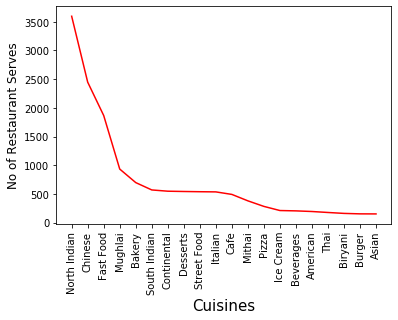 3500
3000
2500
2000
1500
1000
500
0
No of Restaurant Serves
North Indian
Chinese
Fast Food
Mughlai
Bakery
South Indian
Continental
Desserts
Street Food
Italian
Cafe
Mithai
Pizza
Ice Cream
Beverages
American
Thai
Biryani
Burger
Asian
Cuisines